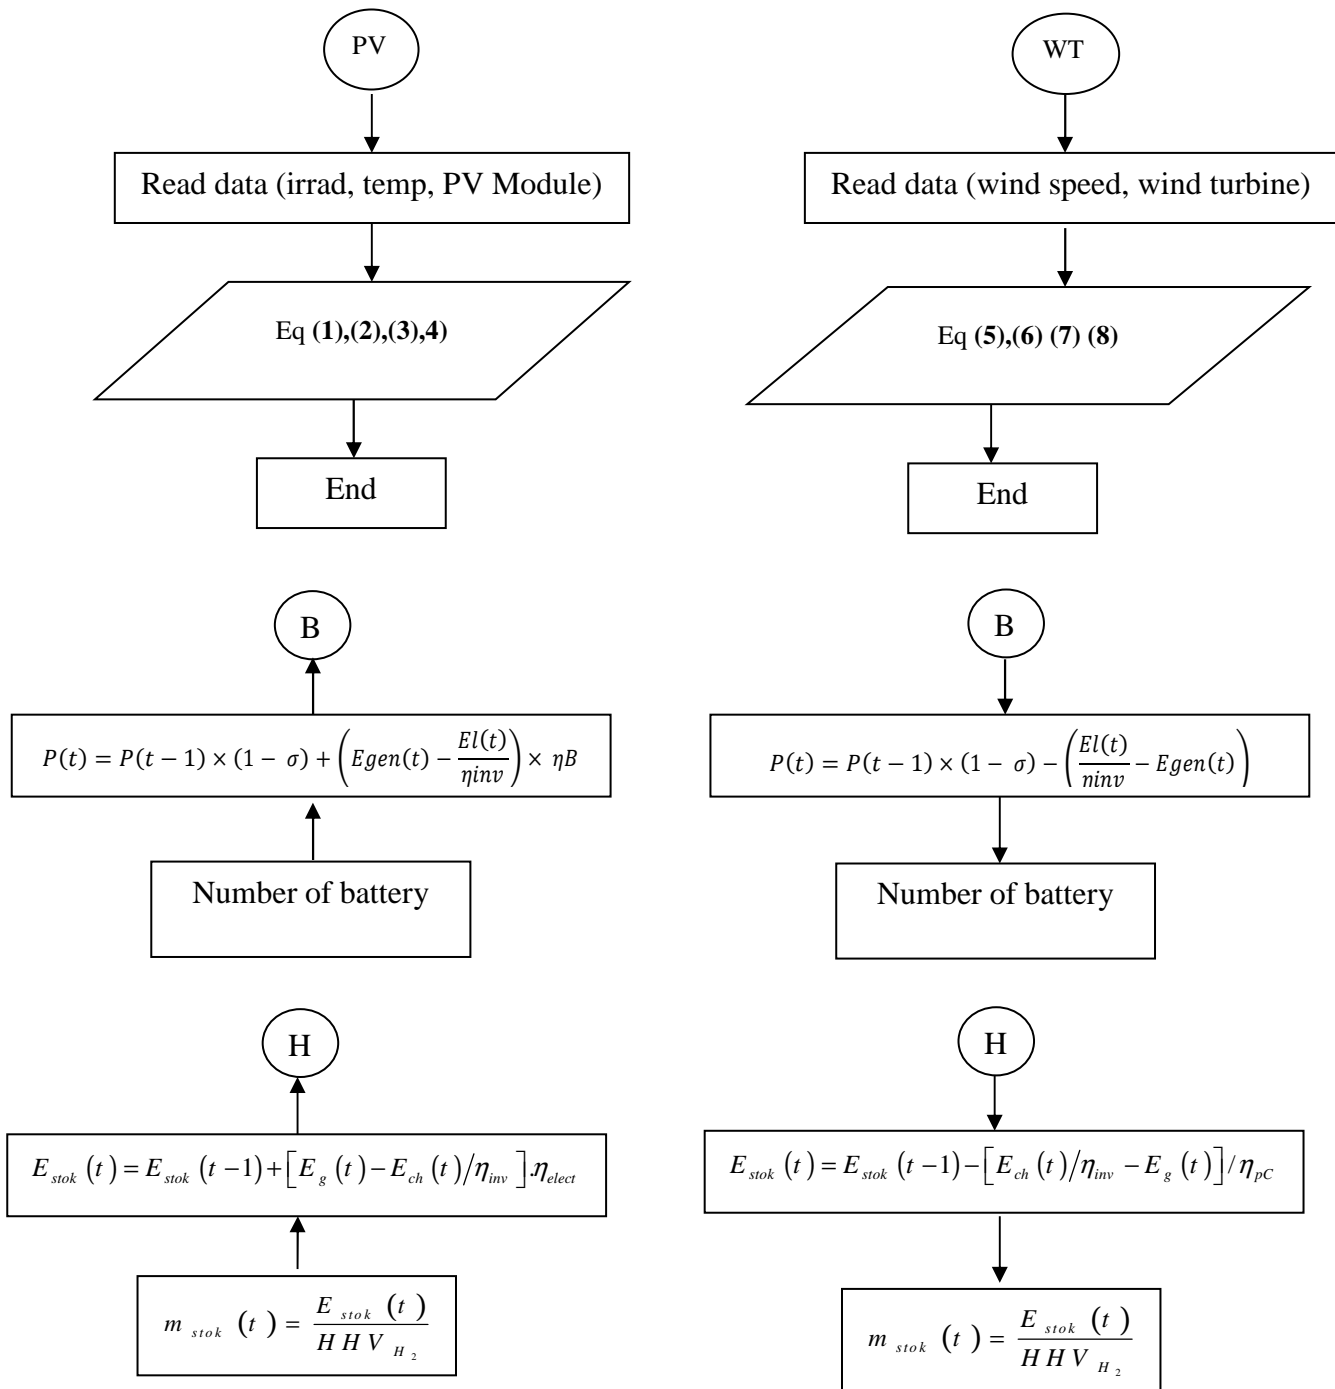 PV
WT
Read data (irrad, temp, PV Module)
Read data (wind speed, wind turbine)
Eq (1),(2),(3),4)
Eq (5),(6) (7) (8)
End
End
B
B
P(t) = P(t − 1) × (1 − σ) + (Egen(t) − El(t)/ηinv) × ηB
P(t) = P(t − 1) × (1 − σ) − (El(t)/ninv − Egen(t))
Number of battery
Number of battery
H
H
E_stok (t) = E_stok (t −1) + [E_g (t) − E_ch (t)/η_inv].η_elect
E_stok (t) = E_stok (t −1) − [E_ch (t)/η_inv − E_g (t)]/η_pC
m_stok (t) = E_stok (t)/HHV_H_2
m_stok (t) = E_stok (t)/HHV_H_2